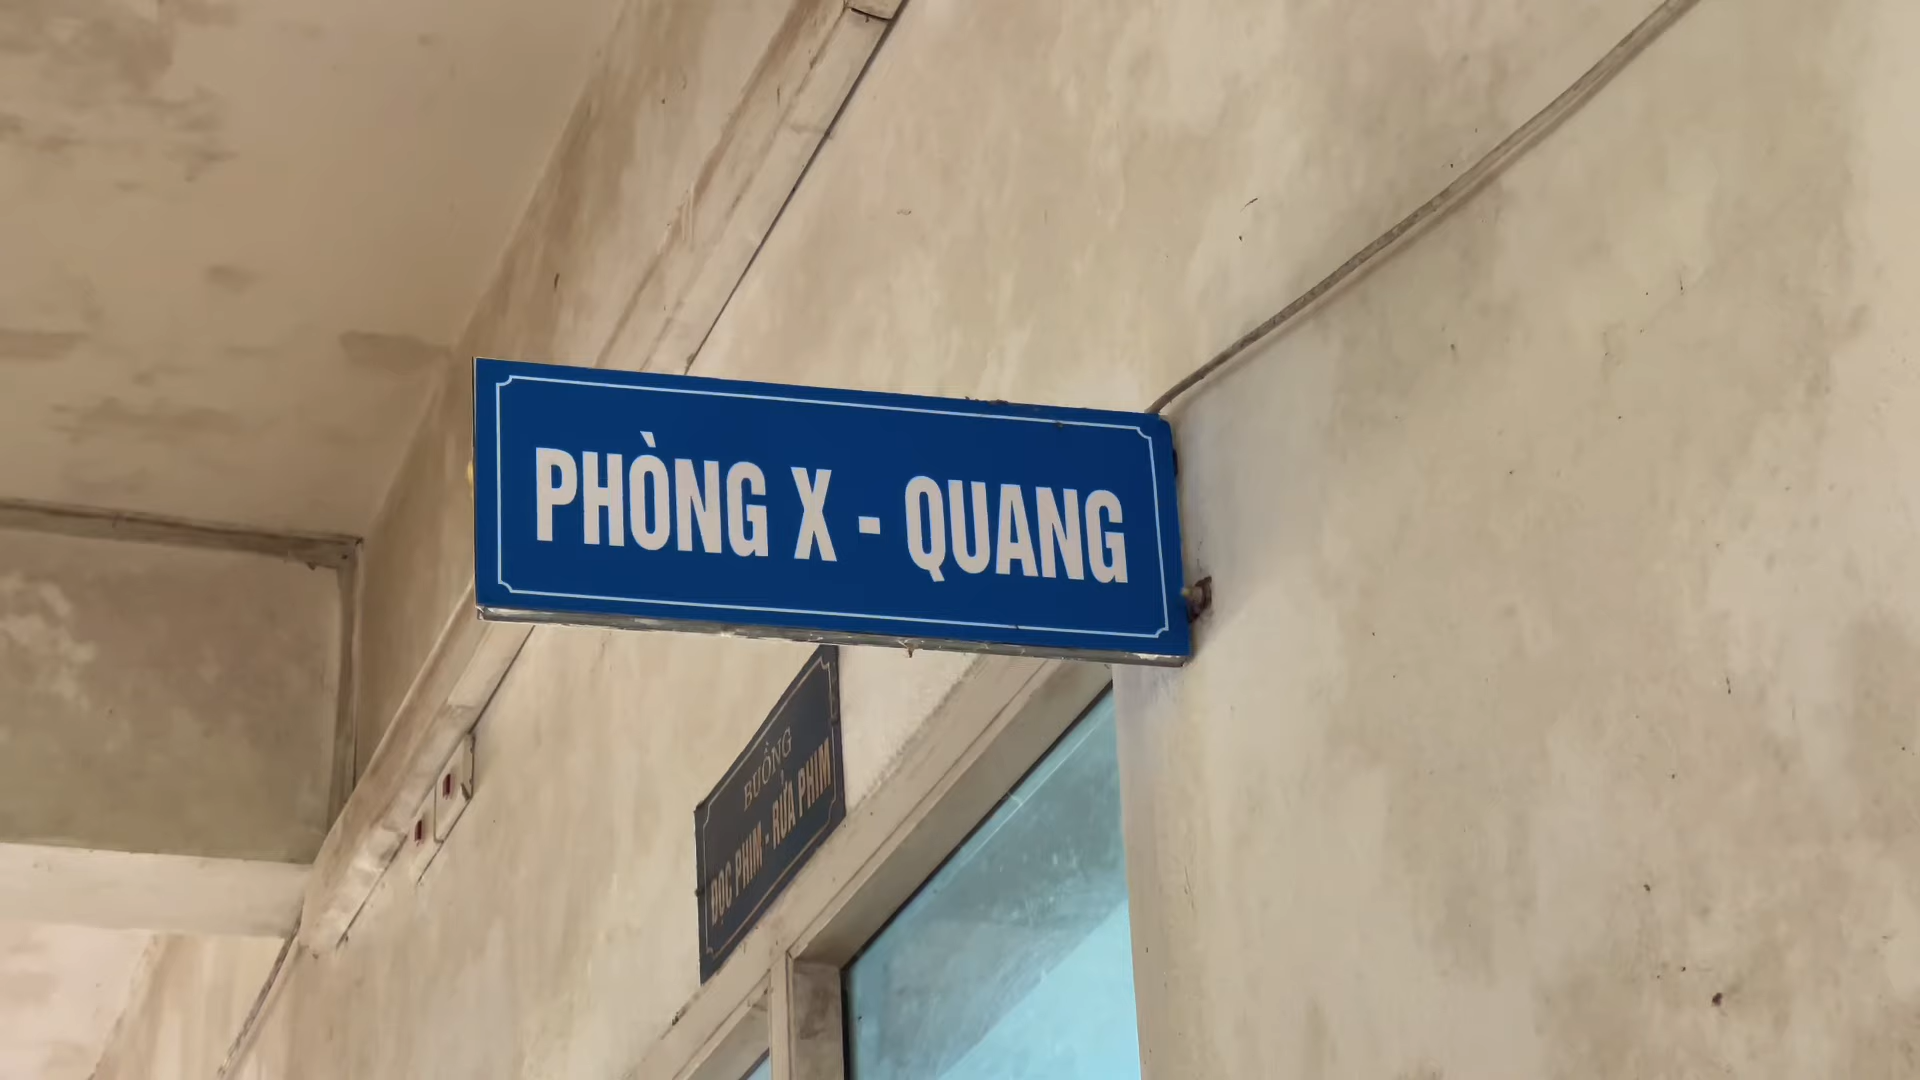 PHÒNG X - QUANG
BUỒNG
ĐỌC PHIM - RỬA PHIM